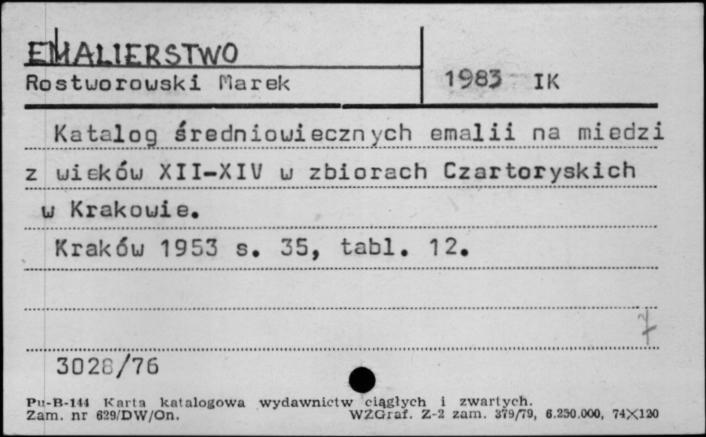 EMALIERSTWO
Rostworowski Marek 1983 IK
Katalog średniowiecznych emalii na miedzi
z wieków XII-XIV w zbiorach Czartoryskich
w Krakowie.
Kraków 1953 s. 35, tabl. 12.
3028/76
Pu-B-144 Karta katalogowa wydawnictw ciągłych i zwartych.
Zam. nr 629/DW/On. WZGraf. Z-2 zam. 379/79, 6.250.000, 74×120